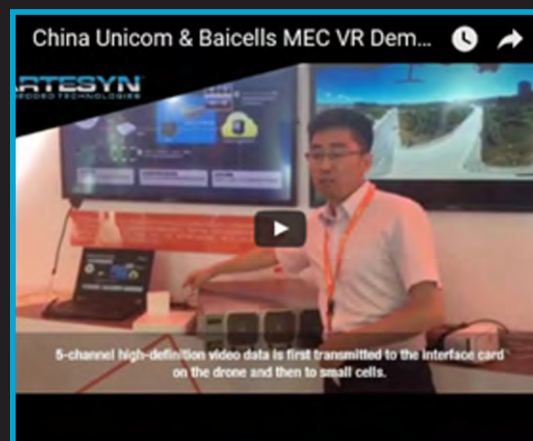 China Unicom & Baicells MEC VR Dem...
ARTESYN
EMBEDDED TECHNOLOGIES
5-channel high-definition video data is first transmitted to the interface card
on the drone and then to small cells.